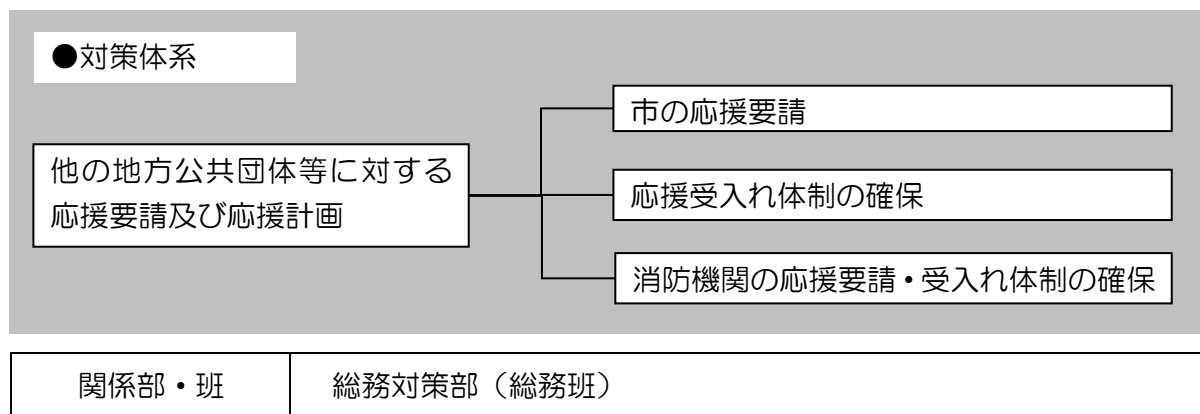 ●対策体系
他の地方公共団体等に対する
応援要請及び応援計画
市の応援要請
応援受入れ体制の確保
消防機関の応援要請・受入れ体制の確保
関係部・班 総務対策部（総務班）